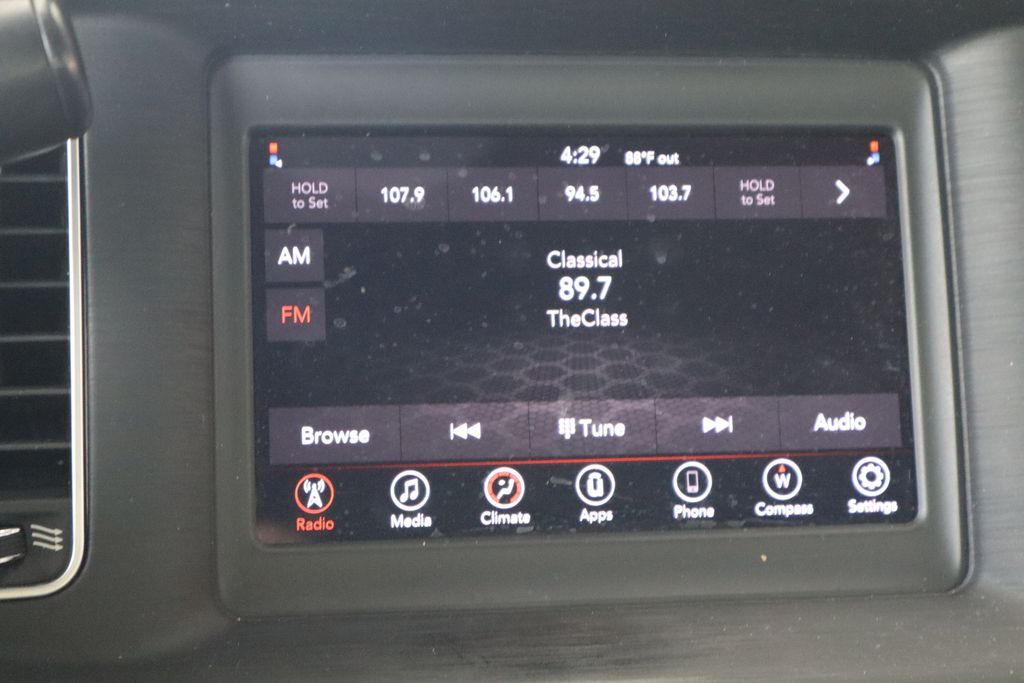 4:29 88°F out
HOLD
to Set
107.9 106.1 94.5 103.7
HOLD
to Set
AM
FM
Classical
89.7
TheClass
Browse Tune Audio
Radio Media Climate Apps Phone W Compass Settings